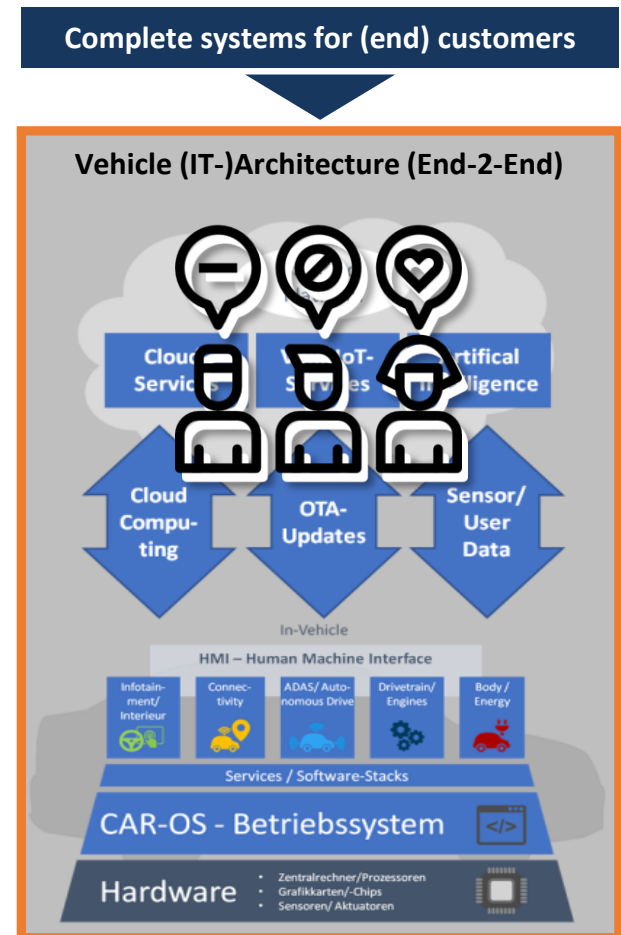 Complete systems for (end) customers
Vehicle (IT-)Architecture (End-2-End)
Cloud
Services
Services
Artifical
Intelligence
Cloud
Compu-
ting
OTA-
Updates
Sensor/
User
Data
In-Vehicle
HMI – Human Machine Interface
Infotain-
ment/
Interieur
Connec-
tivity
ADAS/ Auto-
nomous Drive
Drivetrain/
Engines
Body /
Energy
Services / Software-Stacks
CAR-OS - Betriebssystem
</>
Hardware
• Zentralrechner/Prozessoren
• Grafikkarten/-Chips
• Sensoren/ Aktuatoren